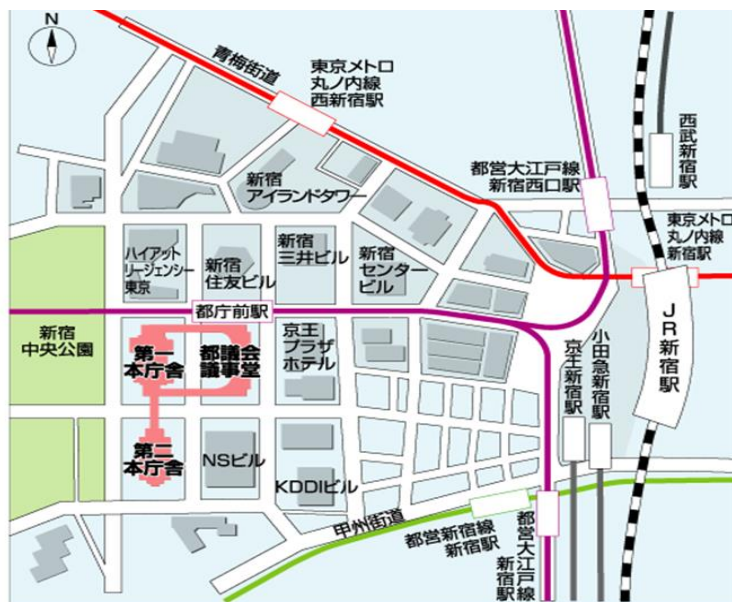 N
青梅街道
東京メトロ
丸ノ内線
西新宿駅
西武新宿駅
都営大江戸線
新宿西口駅
新宿
アイランドタワー
東京メトロ
丸ノ内線
新宿駅
ハイアット
リージェンシー
東京
新宿
住友ビル
新宿
三井ビル
新宿
センター
ビル
都庁前駅
JR新宿駅
新宿
中央公園
第一
本庁舎
都議会
議事堂
京王
プラザ
ホテル
小田急新宿駅
京王新宿駅
第二
本庁舎
NSビル
KDDIビル
甲州街道
都営新宿線
新宿駅
都営大江戸線
新宿駅